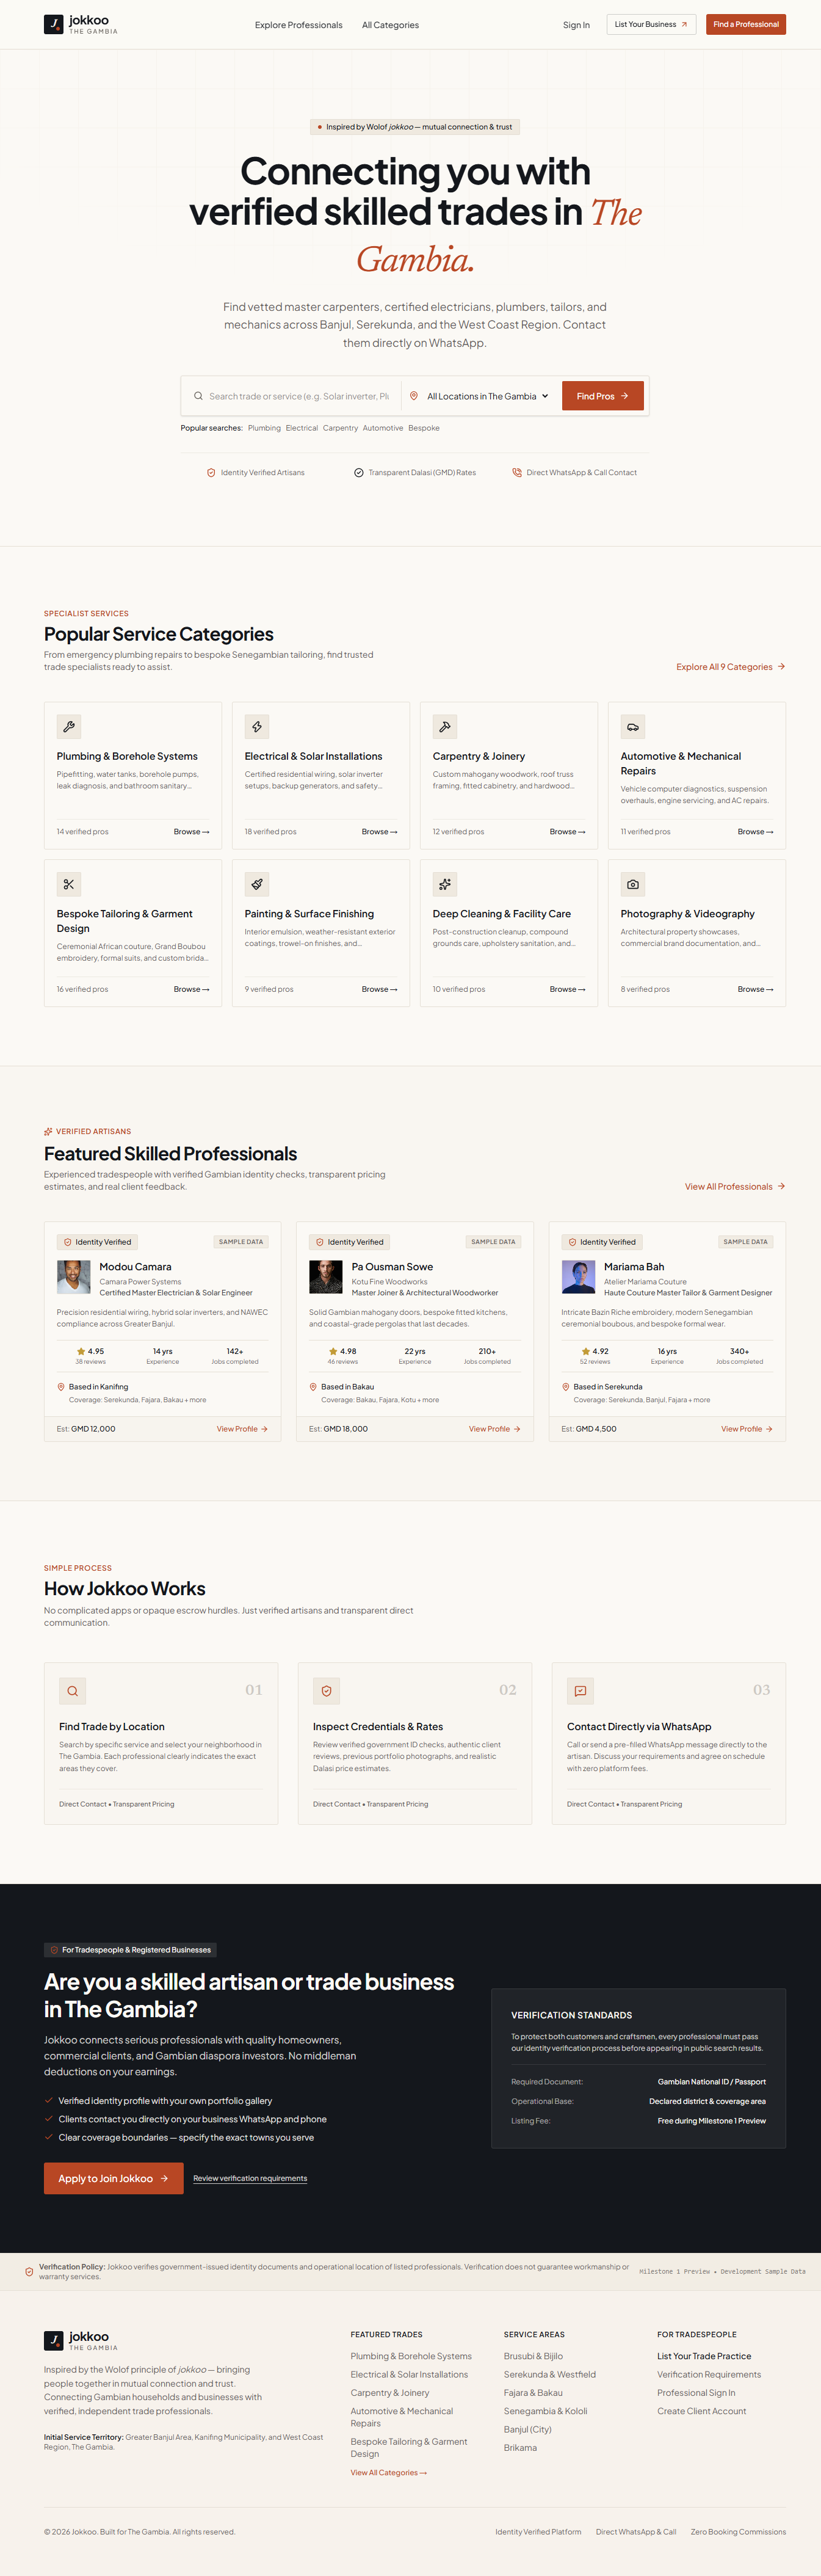 jokkoo
THE GAMBIA
Explore Professionals
All Categories
Sign In
List Your Business
Find a Professional
Inspired by Wolof jokkoo — mutual connection & trust
Connecting you with
verified skilled trades in The
Gambia.
Find vetted master carpenters, certified electricians, plumbers, tailors, and
mechanics across Banjul, Serekunda, and the West Coast Region. Contact
them directly on WhatsApp.
Search trade or service (e.g. Solar inverter, Plu
All Locations in The Gambia
Find Pros →
Popular searches: Plumbing Electrical Carpentry Automotive Bespoke
Identity Verified Artisans
Transparent Dalasi (GMD) Rates
Direct WhatsApp & Call Contact
SPECIALIST SERVICES
Popular Service Categories
From emergency plumbing repairs to bespoke Senegambian tailoring, find trusted
trade specialists ready to assist.
Explore All 9 Categories →
Plumbing & Borehole Systems
Pipefitting, water tanks, borehole pumps,
leak diagnosis, and bathroom sanitary...
14 verified pros
Browse →
Electrical & Solar Installations
Certified residential wiring, solar inverter
setups, backup generators, and safety...
18 verified pros
Browse →
Carpentry & Joinery
Custom mahogany woodwork, roof truss
framing, fitted cabinetry, and hardwood...
12 verified pros
Browse →
Automotive & Mechanical
Repairs
Vehicle computer diagnostics, suspension
overhauls, engine servicing, and AC repairs.
11 verified pros
Browse →
Bespoke Tailoring & Garment
Design
Ceremonial African couture, Grand Boubou
embroidery, formal suits, and custom brida...
16 verified pros
Browse →
Painting & Surface Finishing
Interior emulsion, weather-resistant exterior
coatings, trowel-on finishes, and...
9 verified pros
Browse →
Deep Cleaning & Facility Care
Post-construction cleanup, compound
grounds care, upholstery sanitation, and...
10 verified pros
Browse →
Photography & Videography
Architectural property showcases,
commercial brand documentation, and...
8 verified pros
Browse →
VERIFIED ARTISANS
Featured Skilled Professionals
Experienced tradespeople with verified Gambian identity checks, transparent pricing
estimates, and real client feedback.
View All Professionals →
Identity Verified
SAMPLE DATA
Modou Camara
Camara Power Systems
Certified Master Electrician & Solar Engineer
Precision residential wiring, hybrid solar inverters, and NAWEC
compliance across Greater Banjul.
4.95
38 reviews
14 yrs
Experience
142+
Jobs completed
Based in Kanifing
Coverage: Serekunda, Fajara, Bakau + more
Est: GMD 12,000
View Profile →
Identity Verified
SAMPLE DATA
Pa Ousman Sowe
Kotu Fine Woodworks
Master Joiner & Architectural Woodworker
Solid Gambian mahogany doors, bespoke fitted kitchens,
and coastal-grade pergolas that last decades.
4.98
46 reviews
22 yrs
Experience
210+
Jobs completed
Based in Bakau
Coverage: Bakau, Fajara, Kotu + more
Est: GMD 18,000
View Profile →
Identity Verified
SAMPLE DATA
Mariama Bah
Atelier Mariama Couture
Haute Couture Master Tailor & Garment Designer
Intricate Bazin Riche embroidery, modern Senegambian
ceremonial boubous, and bespoke formal wear.
4.92
52 reviews
16 yrs
Experience
340+
Jobs completed
Based in Serekunda
Coverage: Serekunda, Banjul, Fajara + more
Est: GMD 4,500
View Profile →
SIMPLE PROCESS
How Jokkoo Works
No complicated apps or opaque escrow hurdles. Just verified artisans and transparent direct
communication.
01
Find Trade by Location
Search by specific service and select your neighborhood in
The Gambia. Each professional clearly indicates the exact
areas they cover.
Direct Contact • Transparent Pricing
02
Inspect Credentials & Rates
Review verified government ID checks, authentic client
reviews, previous portfolio photographs, and realistic
Dalasi price estimates.
Direct Contact • Transparent Pricing
03
Contact Directly via WhatsApp
Call or send a pre-filled WhatsApp message directly to the
artisan. Discuss your requirements and agree on schedule
with zero platform fees.
Direct Contact • Transparent Pricing
For Tradespeople & Registered Businesses
Are you a skilled artisan or trade business
in The Gambia?
Jokkoo connects serious professionals with quality homeowners,
commercial clients, and Gambian diaspora investors. No middleman
deductions on your earnings.
Verified identity profile with your own portfolio gallery
Clients contact you directly on your business WhatsApp and phone
Clear coverage boundaries — specify the exact towns you serve
Apply to Join Jokkoo →
Review verification requirements
VERIFICATION STANDARDS
To protect both customers and craftsmen, every professional must pass
our identity verification process before appearing in public search results.
Required Document:
Gambian National ID / Passport
Operational Base:
Declared district & coverage area
Listing Fee:
Free during Milestone 1 Preview
Verification Policy: Jokkoo verifies government-issued identity documents and operational location of listed professionals. Verification does not guarantee workmanship or
warranty services.
Milestone 1 Preview • Development Sample Data
jokkoo
THE GAMBIA
Inspired by the Wolof principle of jokkoo — bringing
people together in mutual connection and trust.
Connecting Gambian households and businesses with
verified, independent trade professionals.
Initial Service Territory: Greater Banjul Area, Kanifing Municipality, and West Coast
Region, The Gambia.
FEATURED TRADES
Plumbing & Borehole Systems
Electrical & Solar Installations
Carpentry & Joinery
Automotive & Mechanical
Repairs
Bespoke Tailoring & Garment
Design
View All Categories →
SERVICE AREAS
Brusubi & Bijilo
Serekunda & Westfield
Fajara & Bakau
Senegambia & Kololi
Banjul (City)
Brikama
FOR TRADESPEOPLE
List Your Trade Practice
Verification Requirements
Professional Sign In
Create Client Account
© 2026 Jokkoo. Built for The Gambia. All rights reserved.
Identity Verified Platform
Direct WhatsApp & Call
Zero Booking Commissions